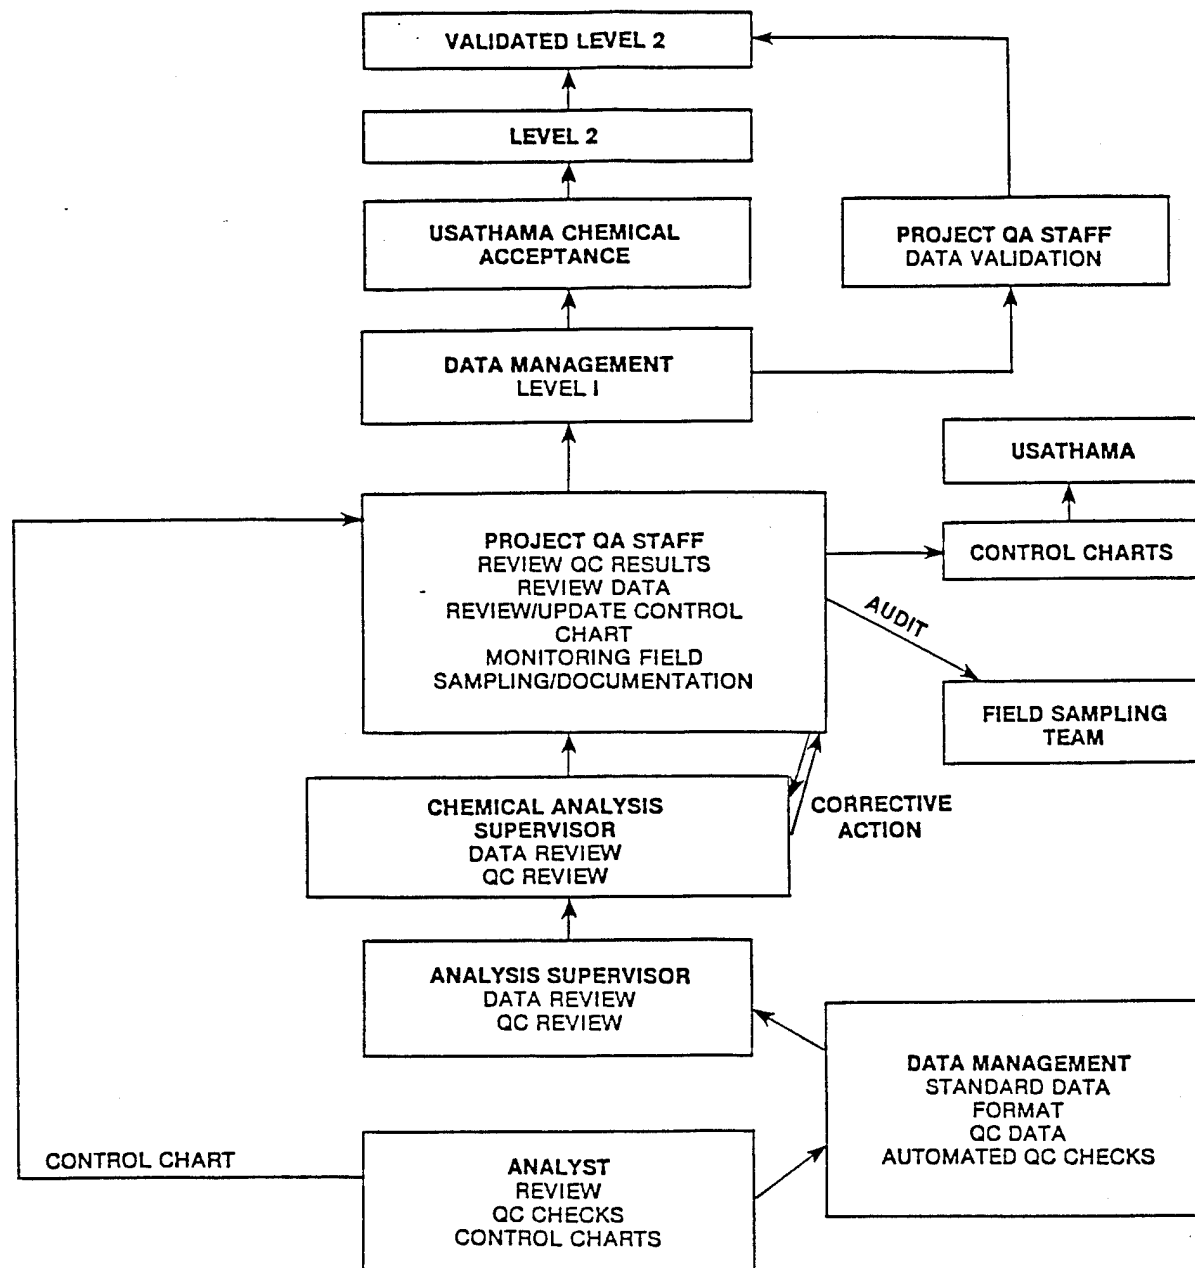 VALIDATED LEVEL 2
LEVEL 2
USATHAMA CHEMICAL
ACCEPTANCE
PROJECT QA STAFF
DATA VALIDATION
DATA MANAGEMENT
LEVEL I
USATHAMA
CONTROL CHARTS
PROJECT QA STAFF
REVIEW QC RESULTS
REVIEW DATA
REVIEW/UPDATE CONTROL
CHART
MONITORING FIELD
SAMPLING/DOCUMENTATION
AUDIT
FIELD SAMPLING
TEAM
CHEMICAL ANALYSIS
SUPERVISOR
DATA REVIEW
QC REVIEW
CORRECTIVE
ACTION
ANALYSIS SUPERVISOR
DATA REVIEW
QC REVIEW
DATA MANAGEMENT
STANDARD DATA
FORMAT
QC DATA
AUTOMATED QC CHECKS
CONTROL CHART
ANALYST
REVIEW
QC CHECKS
CONTROL CHARTS